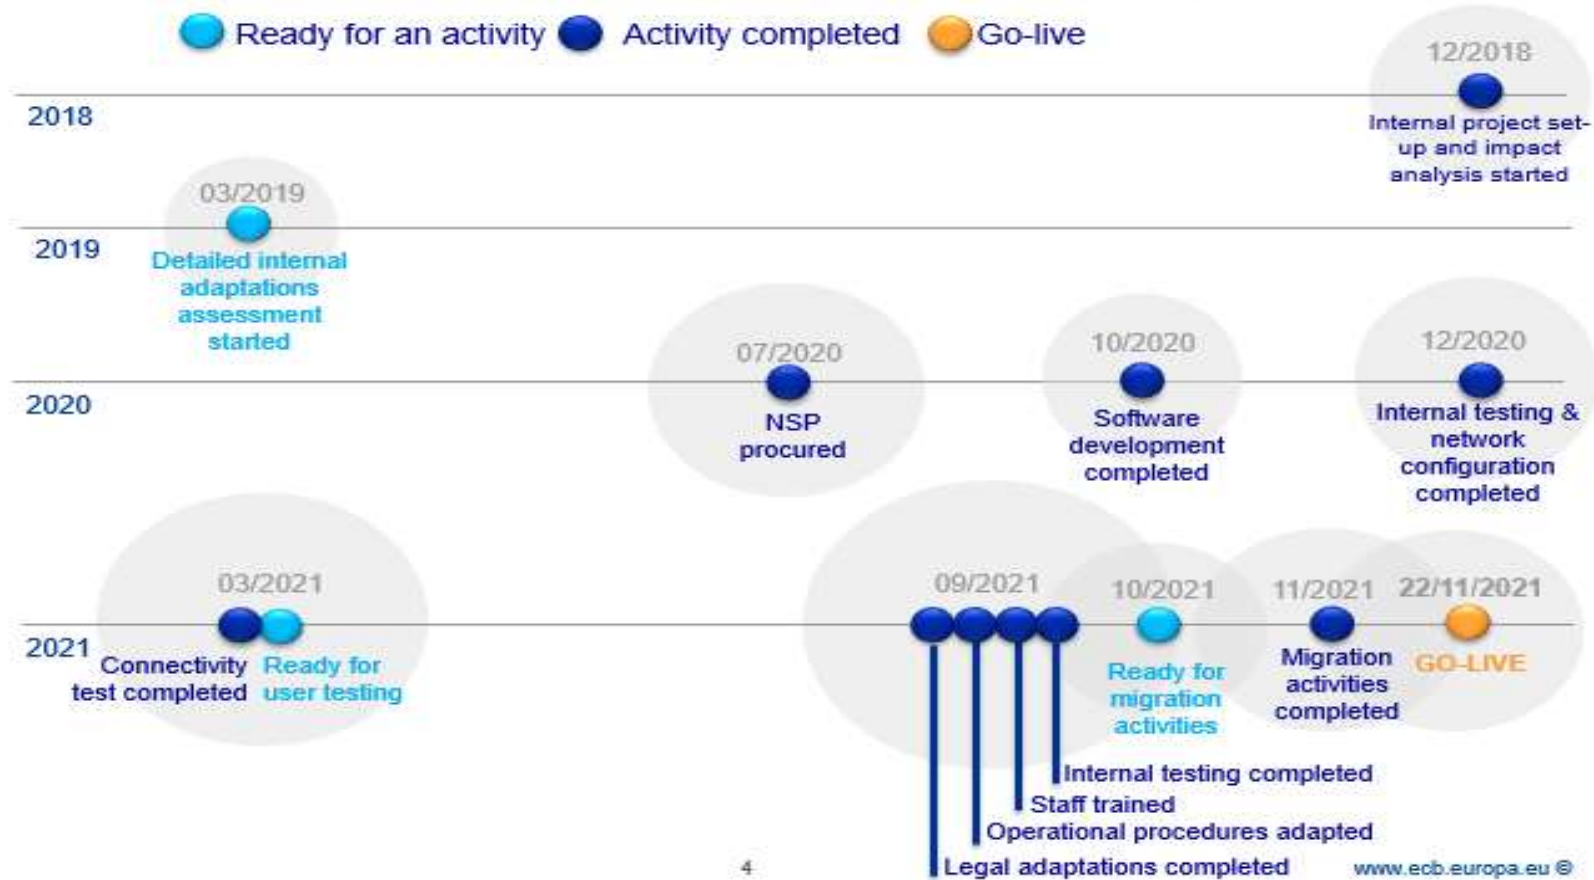 Ready for an activity Activity completed Go-live
12/2018
2018
Internal project set-
up and impact
analysis started
03/2019
2019
Detailed internal
adaptations
assessment
started
07/2020
10/2020
12/2020
2020
NSP
procured
Software
development
completed
Internal testing &
network
configuration
completed
03/2021
09/2021
10/2021
11/2021
22/11/2021
2021
Connectivity
test completed
Ready for
user testing
Ready for
migration
activities
Migration
activities
completed
GO-LIVE
Internal testing completed
Staff trained
Operational procedures adapted
Legal adaptations completed
4
www.ecb.europa.eu ©